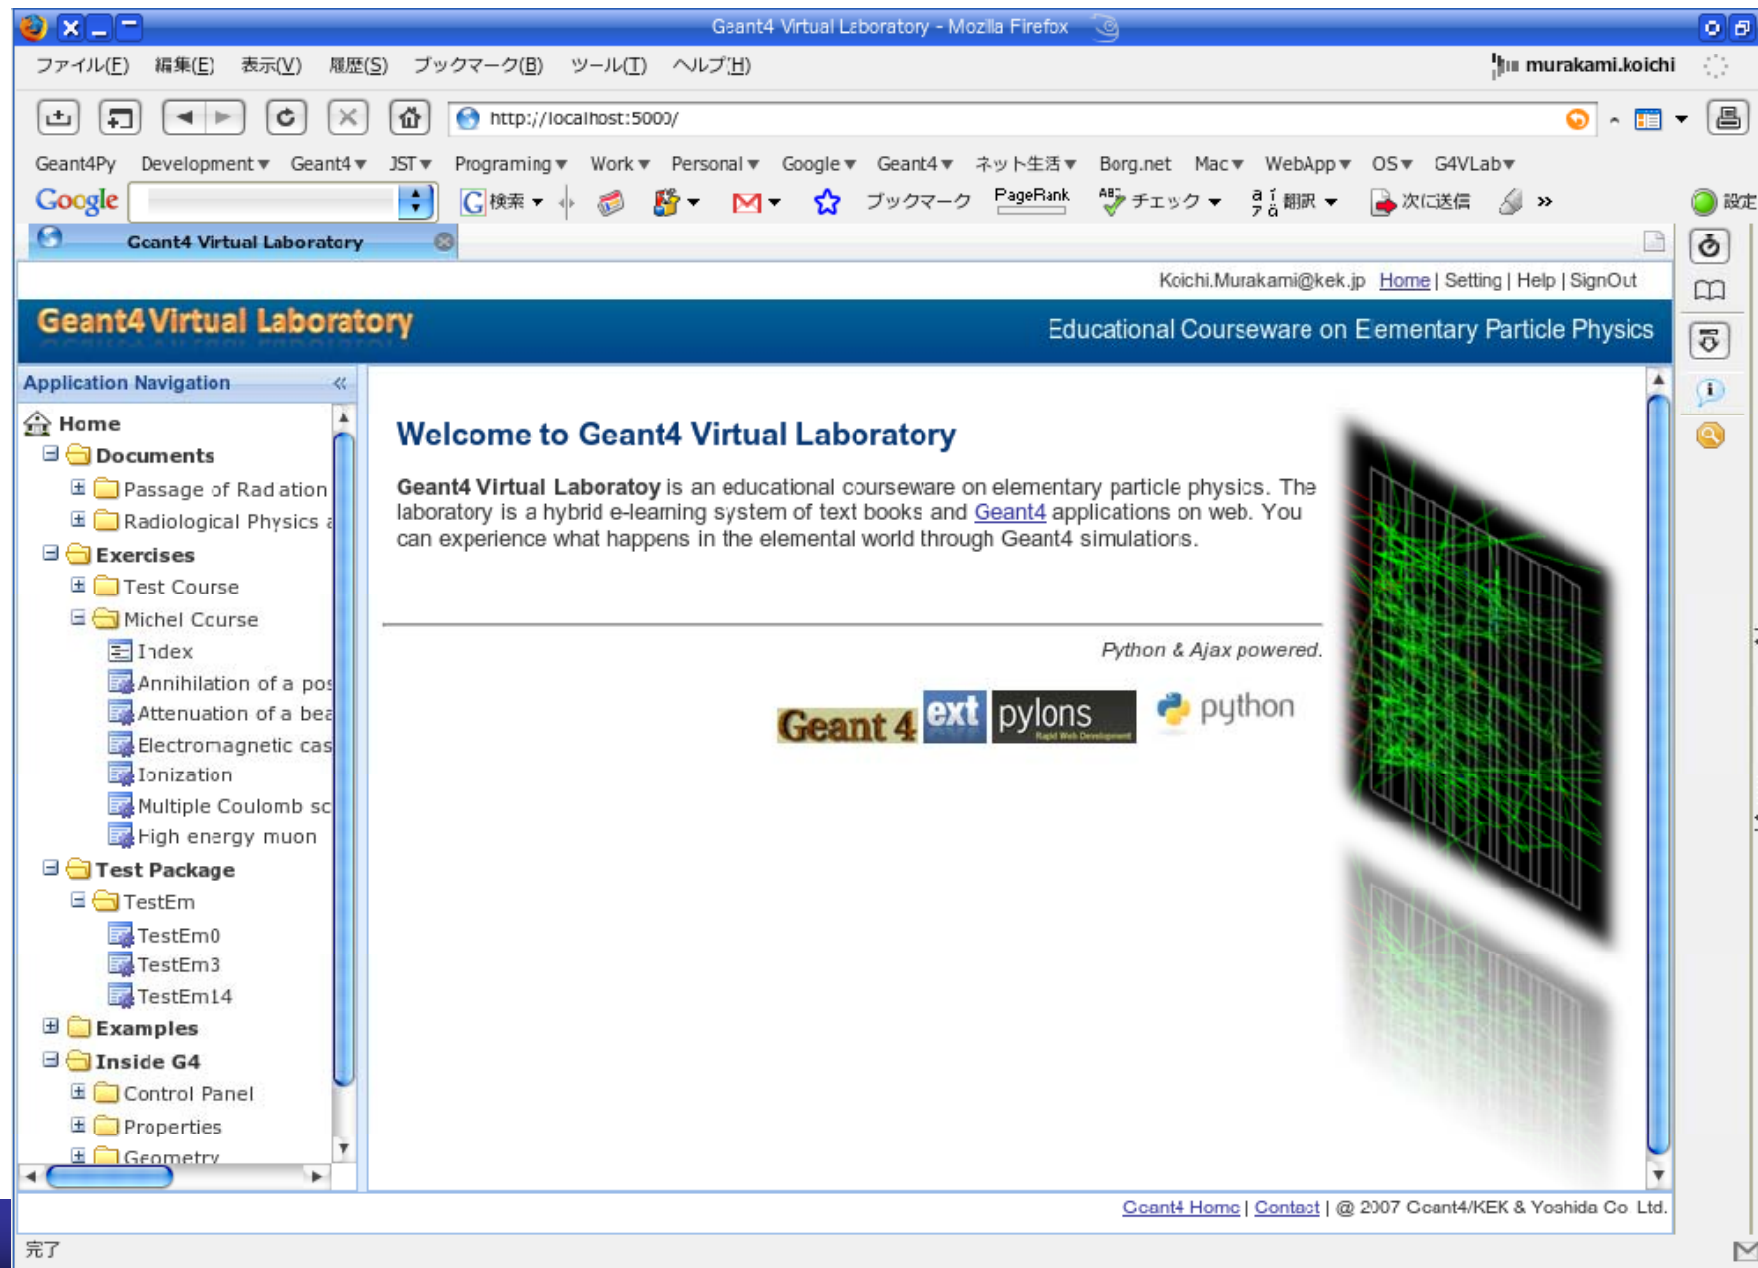 Geant4 Virtual Laboratory - Mozilla Firefox
ファイル(F) 編集(E) 表示(V) 履歴(S) ブックマーク(B) ツール(T) ヘルプ(H) murakami.koichi
http://localhost:5000/
Geant4Py Development Geant4 JST Programing Work Personal Google Geant4 ネット生活 Borg.net Mac WebApp OS G4VLab
Google G 検索 ブックマーク PageRank チェック 翻訳 次に送信 » 設定
Geant4 Virtual Laboratory
Koichi.Murakami@kek.jp Home | Setting | Help | SignOut
Geant4 Virtual Laboratory
Educational Courseware on Elementary Particle Physics
Application Navigation «
Home
Documents
Passage of Radiation
Radiological Physics
Exercises
Test Course
Michel Course
Index
Annihilation of a pos
Attenuation of a bea
Electromagnetic cas
Ionization
Multiple Coulomb sc
High energy muon
Test Package
TestEm
TestEm0
TestEm3
TestEm14
Examples
Inside G4
Control Panel
Properties
Geometry
Welcome to Geant4 Virtual Laboratory
Geant4 Virtual Laboratoy is an educational courseware on elementary particle physics. The
laboratory is a hybrid e-learning system of text books and Geant4 applications on web. You
can experience what happens in the elemental world through Geant4 simulations.
Python & Ajax powered.
Geant 4 ext pylons python
Rapid Web Development
Geant4 Home | Contact | @ 2007 Geant4/KEK & Yoshida Co Ltd.
完了